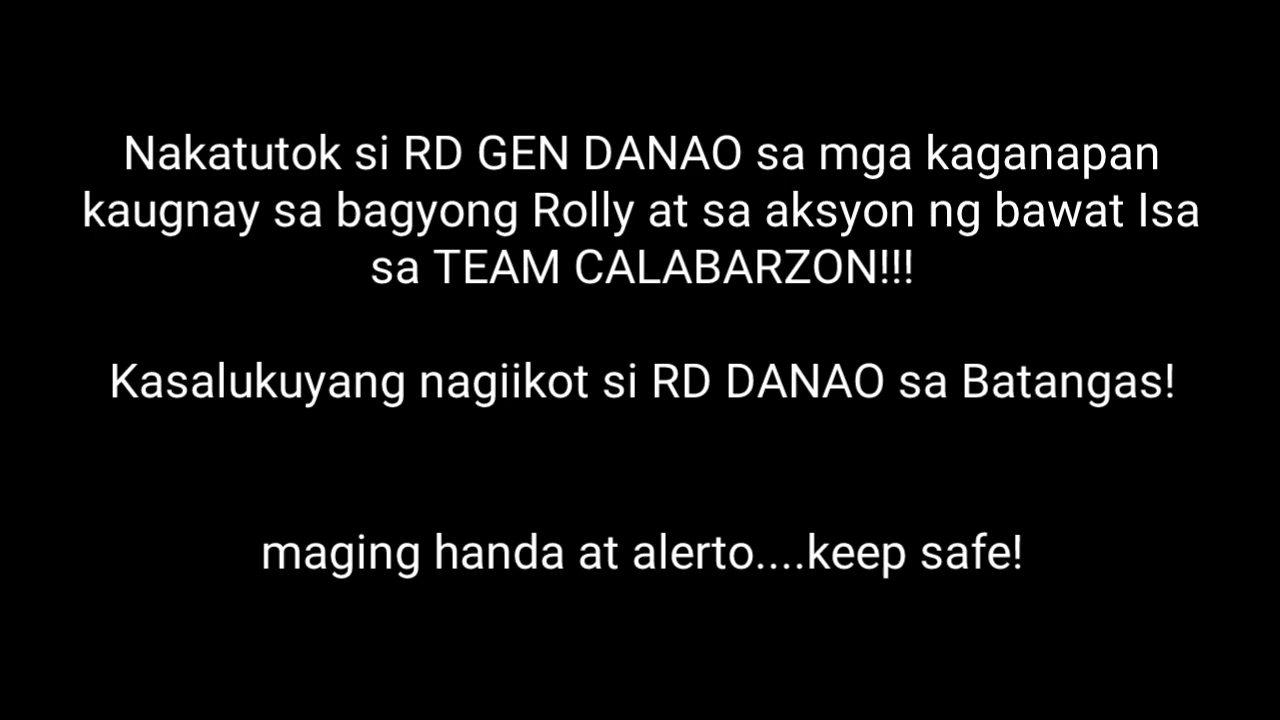 Nakatutok si RD GEN DANAO sa mga kaganapan
kaugnay sa bagyong Rolly at sa aksyon ng bawat Isa
sa TEAM CALABARZON!!!
Kasalukuyang nagiikot si RD DANAO sa Batangas!
maging handa at alerto....keep safe!